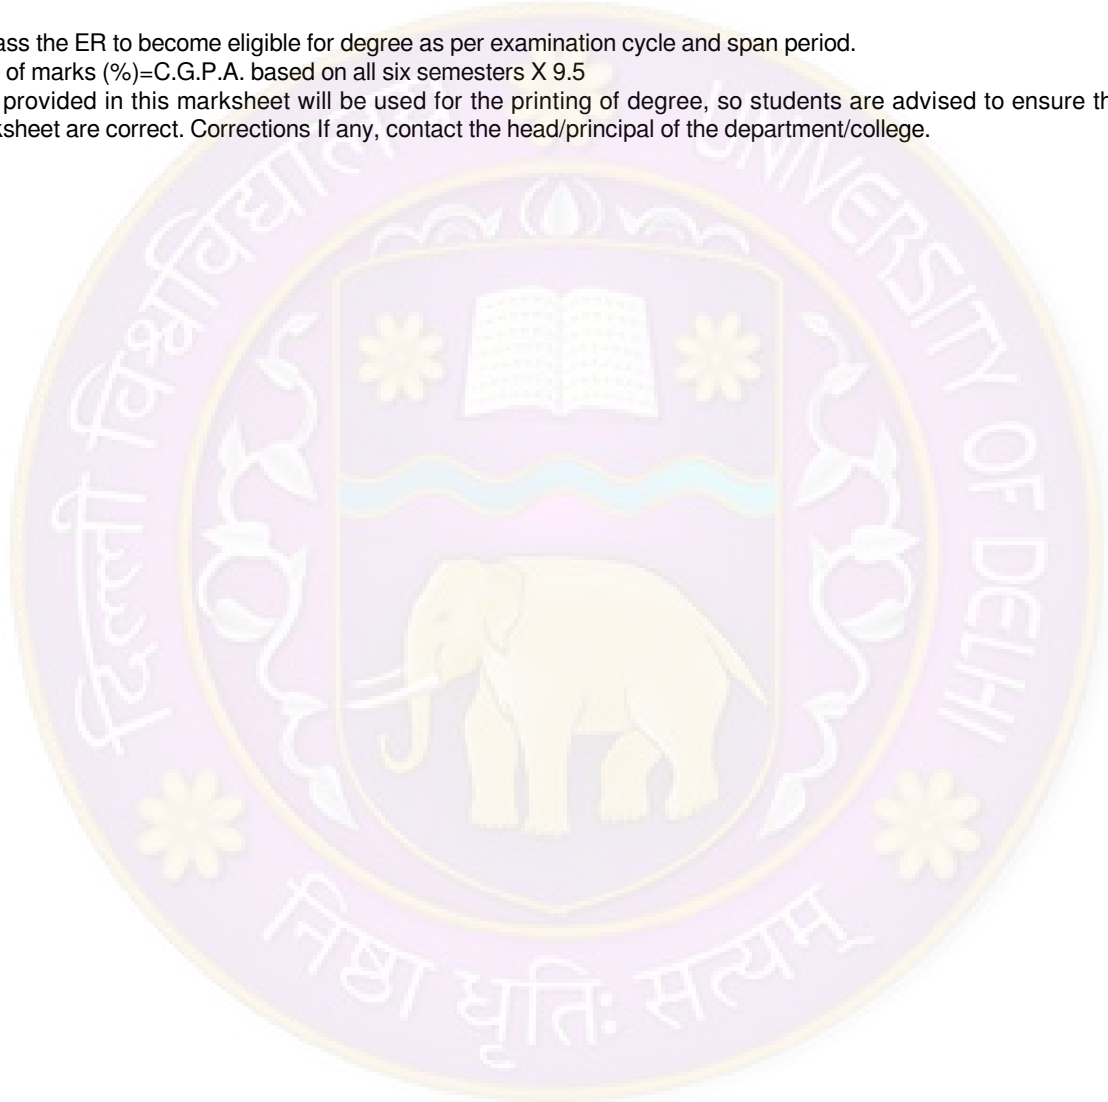 ass the ER to become eligible for degree as per examination cycle and span period.
of marks (%)=C.G.P.A. based on all six semesters X 9.5
provided in this marksheet will be used for the printing of degree, so students are advised to ensure th
ksheet are correct. Corrections If any, contact the head/principal of the department/college.
दिल्ली विश्वविद्यालय
UNIVERSITY OF DELHI
निष्ठा धृतिः सत्यम्